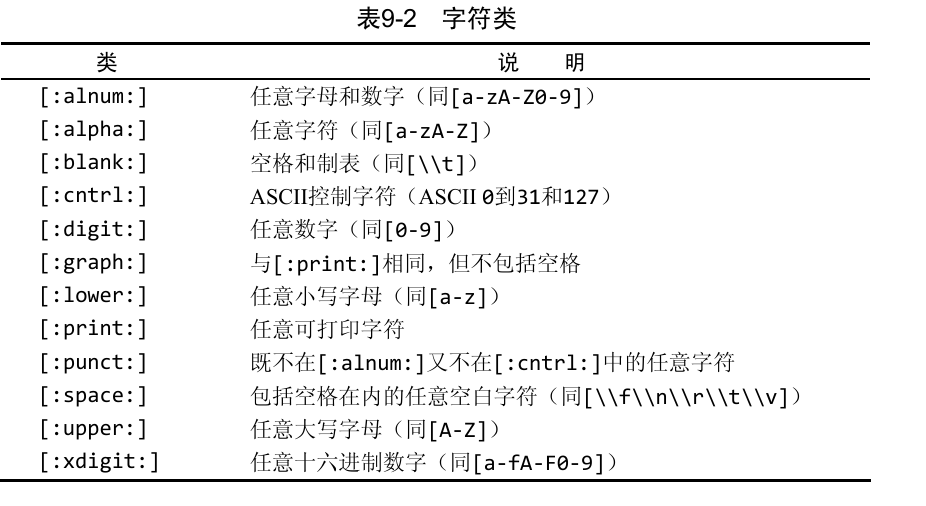 表9-2 字符类
类 说 明
[:alnum:] 任意字母和数字（同[a-zA-Z0-9]）
[:alpha:] 任意字符（同[a-zA-Z]）
[:blank:] 空格和制表（同[\\t]）
[:cntrl:] ASCII控制字符（ASCII 0到31和127）
[:digit:] 任意数字（同[0-9]）
[:graph:] 与[:print:]相同，但不包括空格
[:lower:] 任意小写字母（同[a-z]）
[:print:] 任意可打印字符
[:punct:] 既不在[:alnum:]又不在[:cntrl:]中的任意字符
[:space:] 包括空格在内的任意空白字符（同[\\f\\n\\r\\t\\v]）
[:upper:] 任意大写字母（同[A-Z]）
[:xdigit:] 任意十六进制数字（同[a-fA-F0-9]）